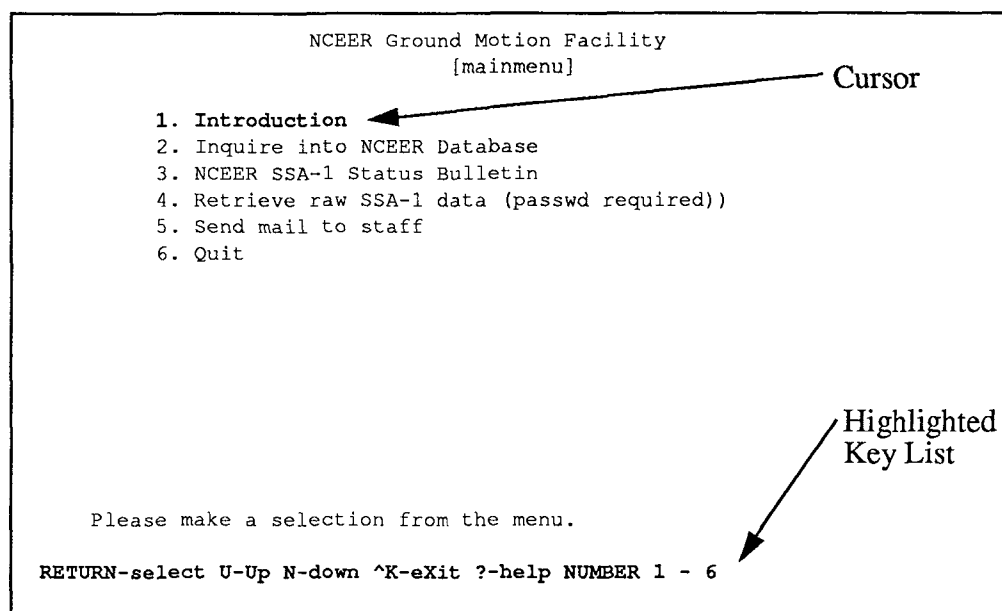 NCEER Ground Motion Facility
[mainmenu]
Cursor
1. Introduction
2. Inquire into NCEER Database
3. NCEER SSA-1 Status Bulletin
4. Retrieve raw SSA-1 data (passwd required))
5. Send mail to staff
6. Quit
Highlighted
Key List
Please make a selection from the menu.
RETURN-select U-Up N-down ^K-eXit ?-help NUMBER 1 - 6